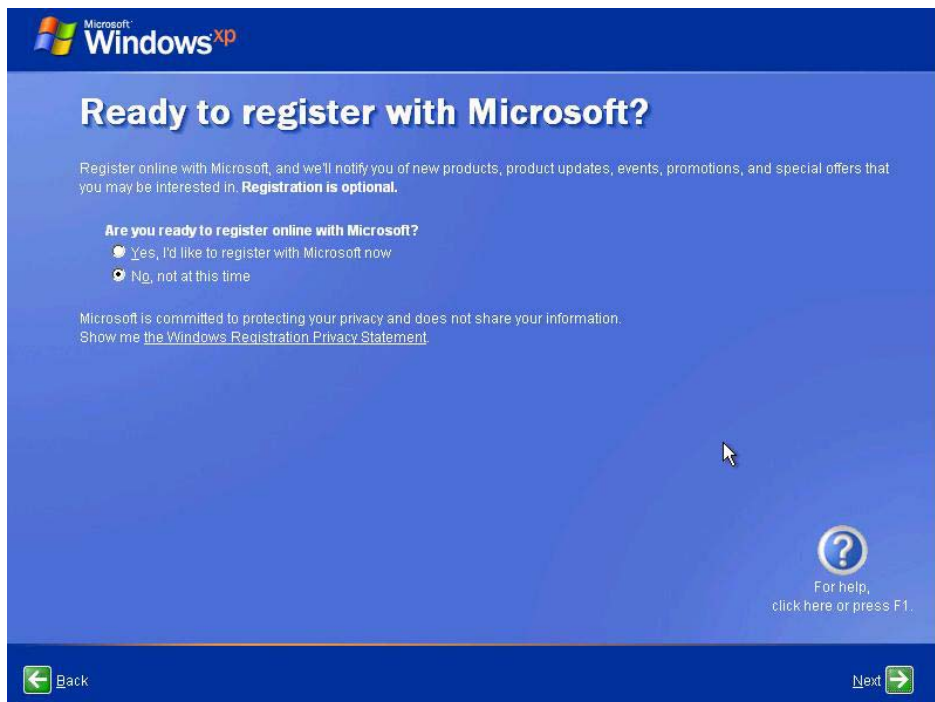 Microsoft
Windows xp
Ready to register with Microsoft?
Register online with Microsoft, and we'll notify you of new products, product updates, events, promotions, and special offers that
you may be interested in. Registration is optional.
Are you ready to register online with Microsoft?
Yes, I'd like to register with Microsoft now
No, not at this time
Microsoft is committed to protecting your privacy and does not share your information.
Show me the Windows Registration Privacy Statement.
For help,
click here or press F1.
Back
Next